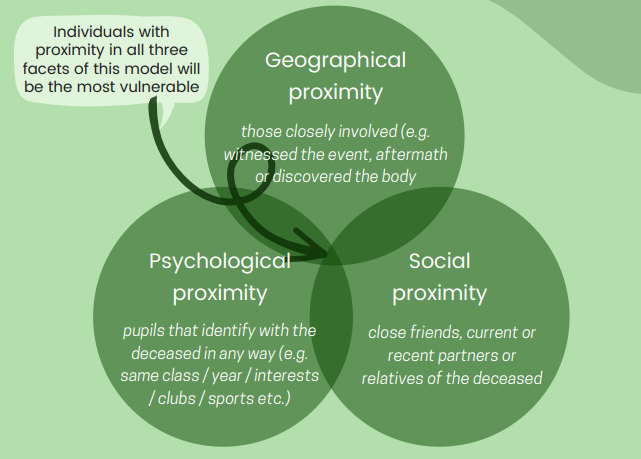 Individuals with
proximity in all three
facets of this model will
be the most vulnerable
Geographical
proximity
those closely involved (e.g.
witnessed the event, aftermath
or discovered the body
Psychological
proximity
pupils that identify with the
deceased in any way (e.g.
same class / year / interests
/ clubs / sports etc.)
Social
proximity
close friends, current or
recent partners or
relatives of the deceased